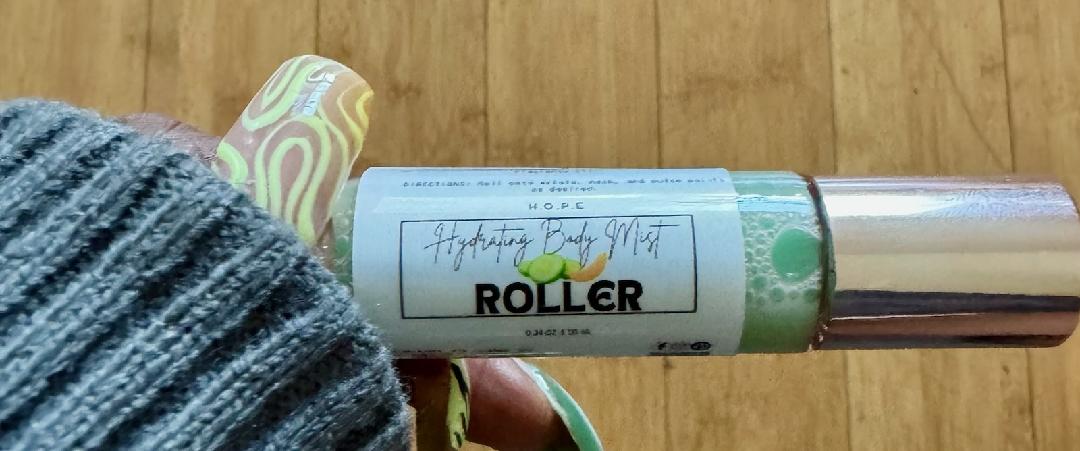 DIRECTIONS: Roll onto wrists, neck, and pulse points
as desired.
H.O.P.E
Hydrating Body Mist
ROLLER